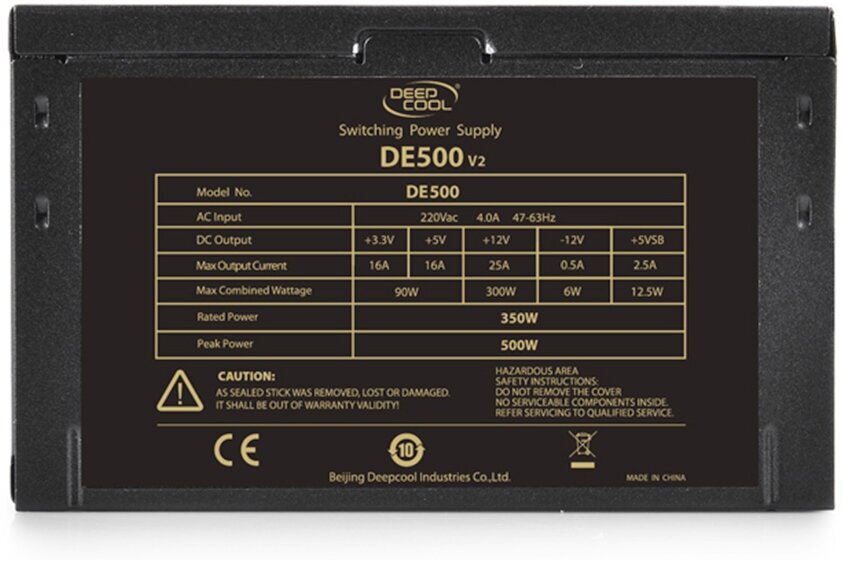 DEEP
COOL®
Switching Power Supply
DE500 V2
Model No. DE500
AC Input 220Vac 4.0A 47-63Hz
DC Output +3.3V +5V +12V -12V +5VSB
Max Output Current 16A 16A 25A 0.5A 2.5A
Max Combined Wattage 90W 300W 6W 12.5W
Rated Power 350W
Peak Power 500W
CAUTION:
AS SEALED STICK WAS REMOVED, LOST OR DAMAGED.
IT SHALL BE OUT OF WARRANTY VALIDITY!
HAZARDOUS AREA
SAFETY INSTRUCTIONS:
DO NOT REMOVE THE COVER
NO SERVICEABLE COMPONENTS INSIDE.
REFER SERVICING TO QUALIFIED SERVICE.
CE
10
Beijing Deepcool Industries Co.,Ltd.
MADE IN CHINA